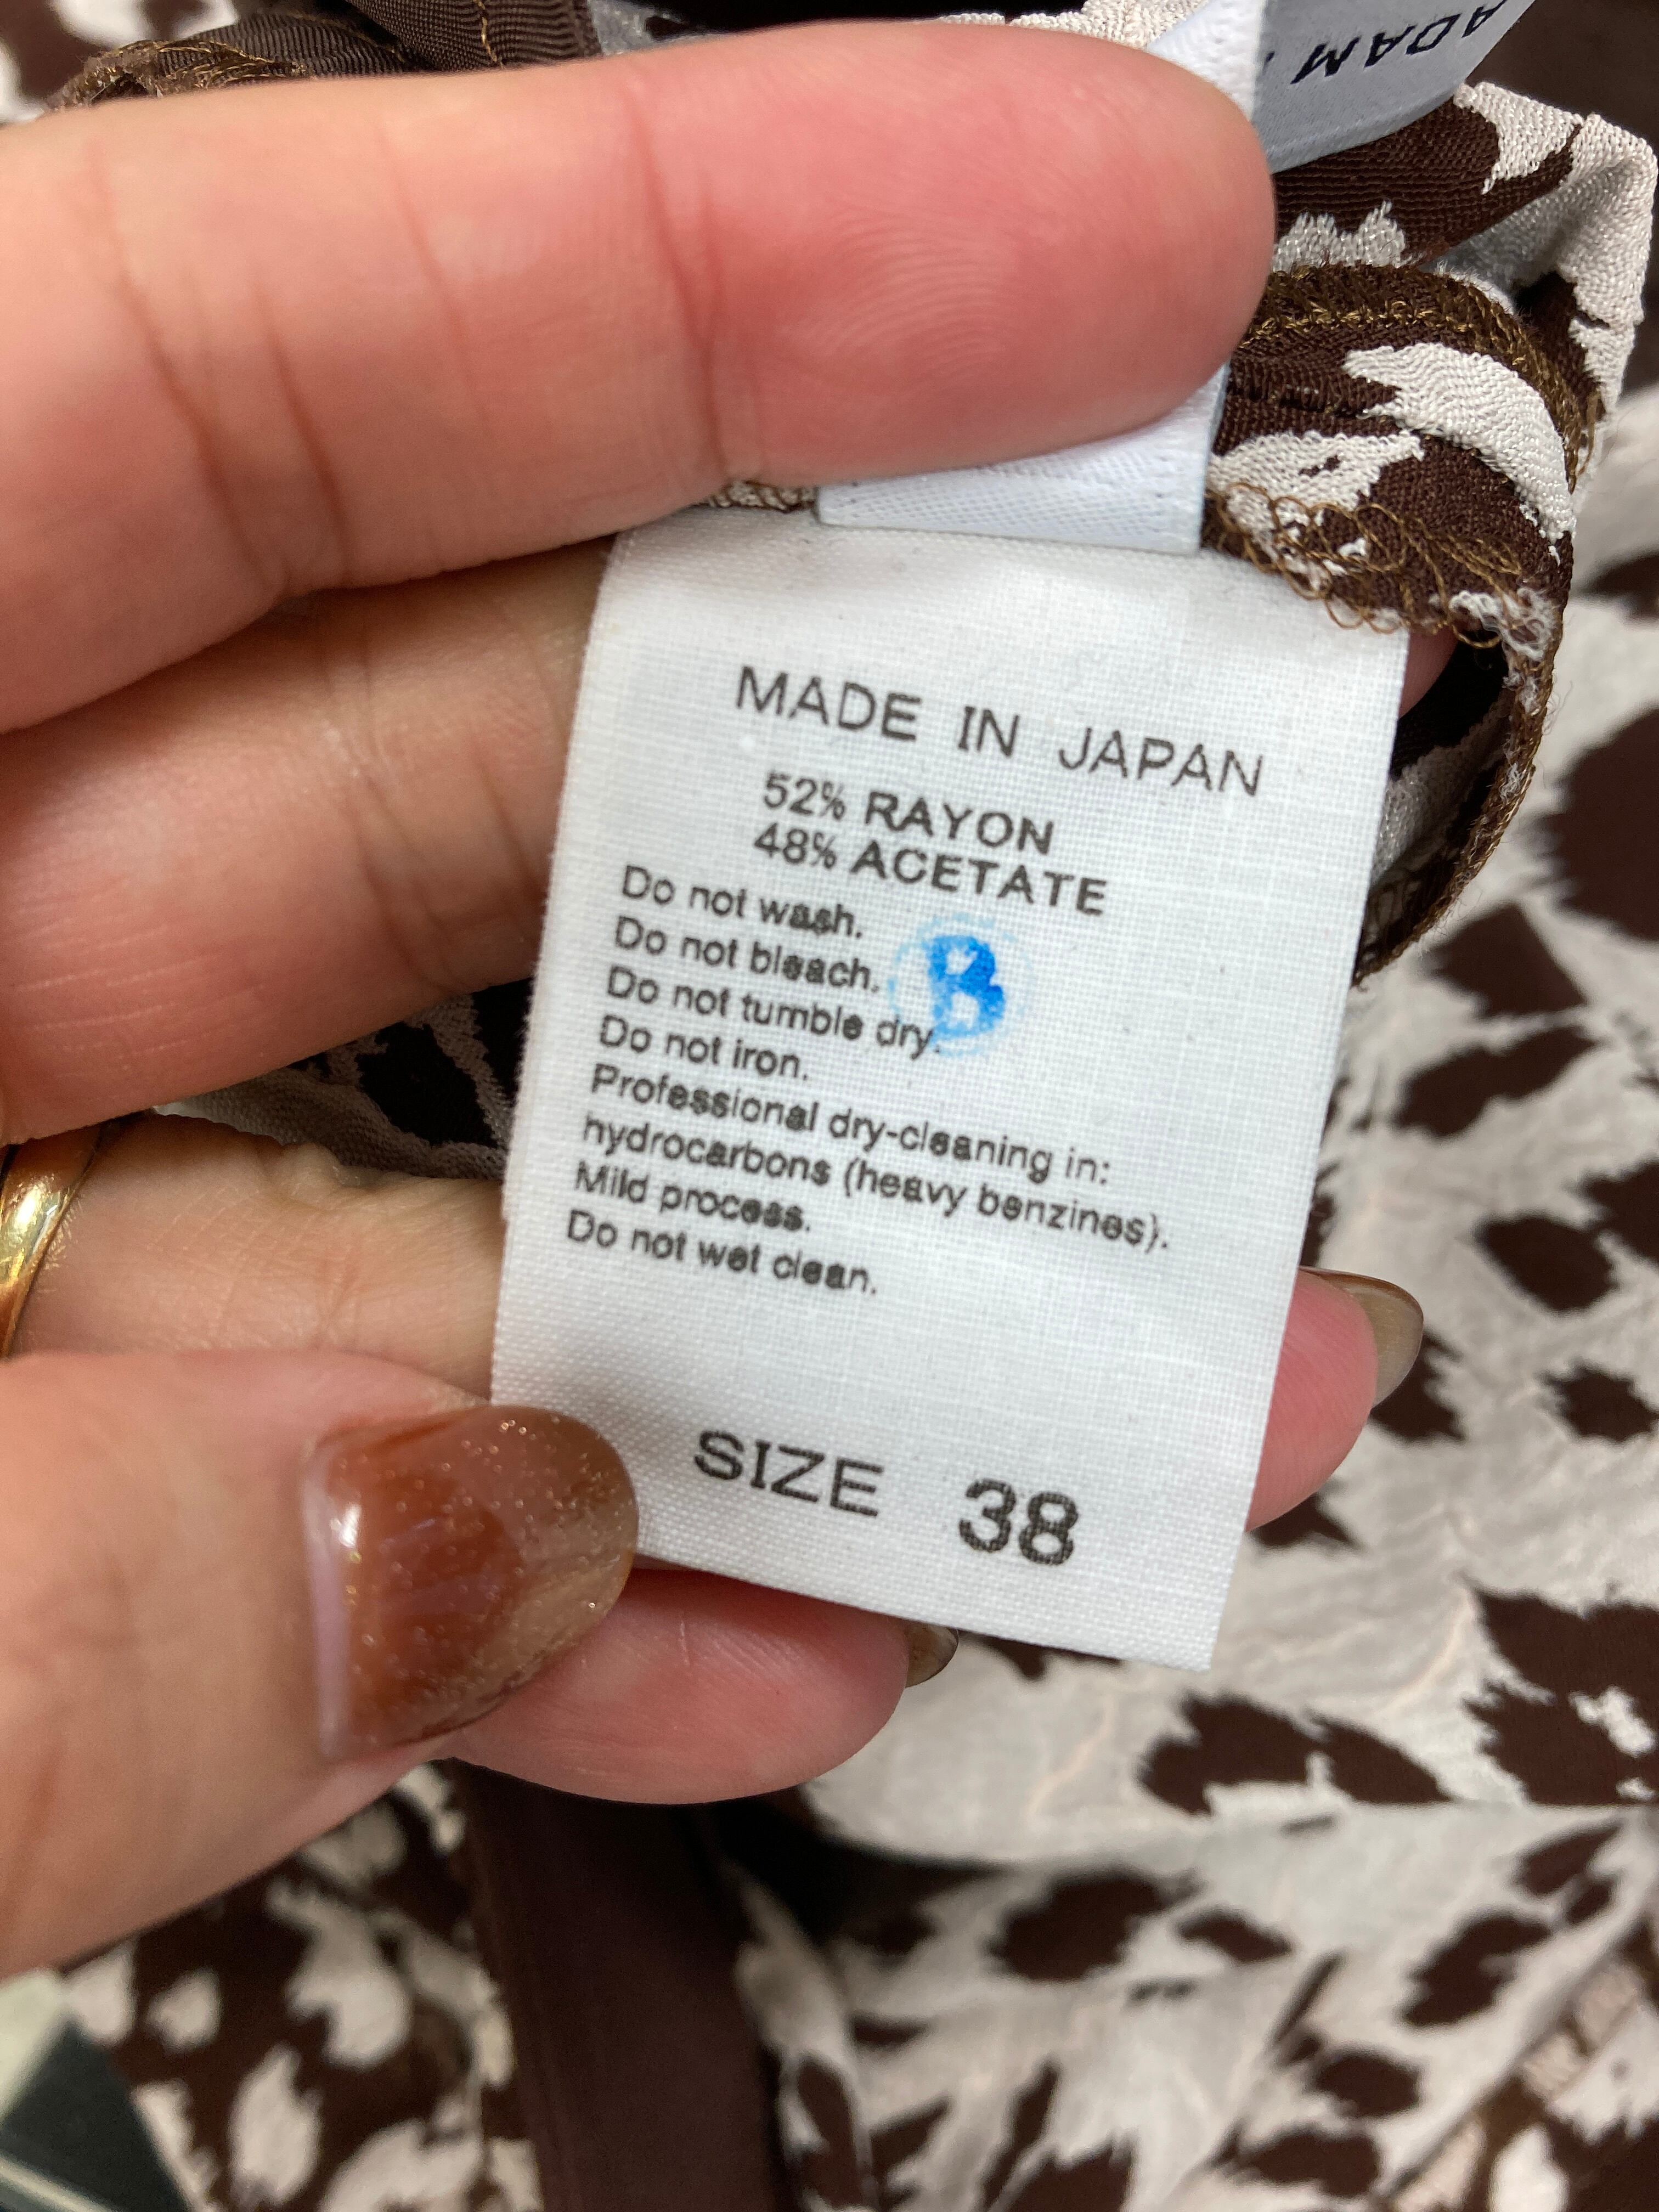 ADAM
MADE IN JAPAN
52% RAYON
48% ACETATE
Do not wash.
Do not bleach.
B
Do not tumble dry.
Do not iron.
Professional dry-cleaning in:
hydrocarbons (heavy benzines).
Mild process.
Do not wet clean.
SIZE 38